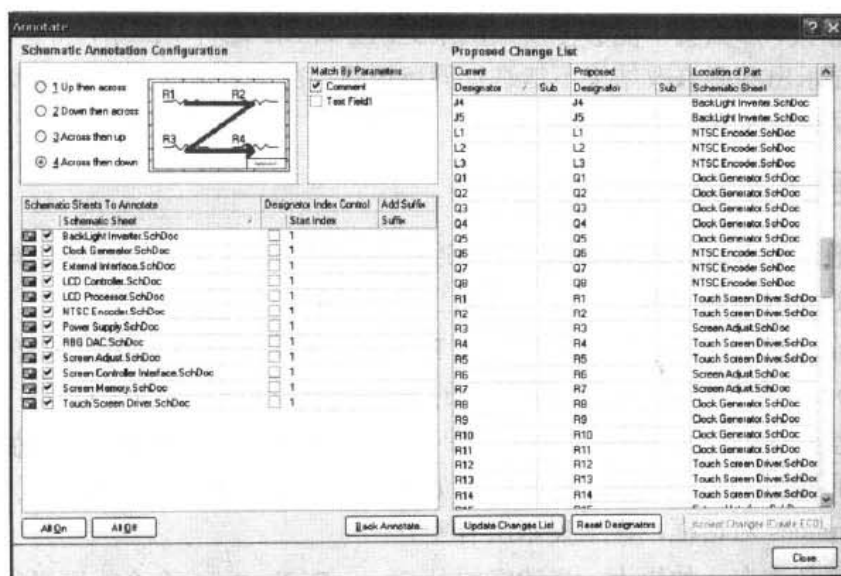 Annotate
Schematic Annotation Configuration
1 Up then across
2 Down then across
3 Across then up
4 Across then down
R1 R2
R3 R4
Match By Parameters
Comment
Text Field1
Schematic Sheets To Annotate Designator Index Control Add Suffix
Schematic Sheet Start Index Suffix
BackLight Inverter.SchDoc 1
Clock Generator.SchDoc 1
External Interface.SchDoc 1
LCD Controller.SchDoc 1
LCD Processor.SchDoc 1
NTSC Encoder.SchDoc 1
Power Supply.SchDoc 1
RBG DAC.SchDoc 1
Screen Adjust.SchDoc 1
Screen Controller Interface.SchDoc 1
Screen Memory.SchDoc 1
Touch Screen Driver.SchDoc 1
All On All Off Back Annotate...
Proposed Change List
Current Proposed Location of Part
Designator Sub Designator Sub Schematic Sheet
J4 J4 BackLight Inverter.SchDoc
J5 J5 BackLight Inverter.SchDoc
L1 L1 NTSC Encoder.SchDoc
L2 L2 NTSC Encoder.SchDoc
L3 L3 NTSC Encoder.SchDoc
Q1 Q1 Clock Generator.SchDoc
Q2 Q2 Clock Generator.SchDoc
Q3 Q3 Clock Generator.SchDoc
Q4 Q4 Clock Generator.SchDoc
Q5 Q5 Clock Generator.SchDoc
Q6 Q6 NTSC Encoder.SchDoc
Q7 Q7 NTSC Encoder.SchDoc
Q8 Q8 NTSC Encoder.SchDoc
R1 R1 Touch Screen Driver.SchDoc
R2 R2 Touch Screen Driver.SchDoc
R3 R3 Screen Adjust.SchDoc
R4 R4 Touch Screen Driver.SchDoc
R5 R5 Touch Screen Driver.SchDoc
R6 R6 Screen Adjust.SchDoc
R7 R7 Screen Adjust.SchDoc
R8 R8 Clock Generator.SchDoc
R9 R9 Clock Generator.SchDoc
R10 R10 Clock Generator.SchDoc
R11 R11 Clock Generator.SchDoc
R12 R12 Touch Screen Driver.SchDoc
R13 R13 Touch Screen Driver.SchDoc
R14 R14 Touch Screen Driver.SchDoc
Update Changes List Reset Designators Accept Changes (Create ECO)
Close